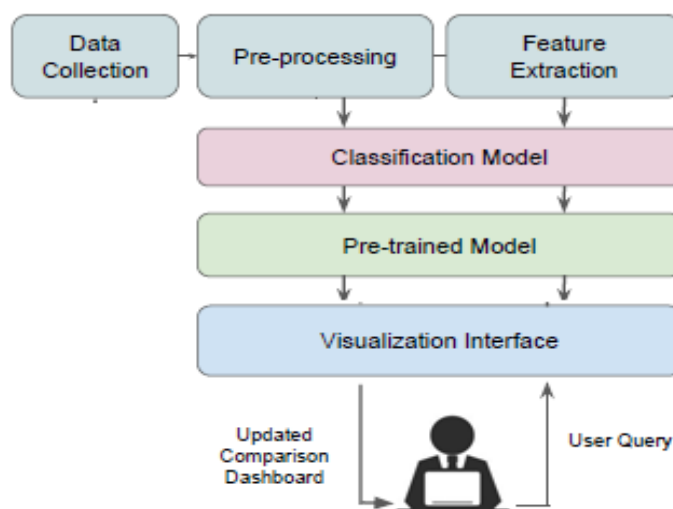 Data
Collection
Pre-processing
Feature
Extraction
Classification Model
Pre-trained Model
Visualization Interface
Updated
Comparison
Dashboard
User Query